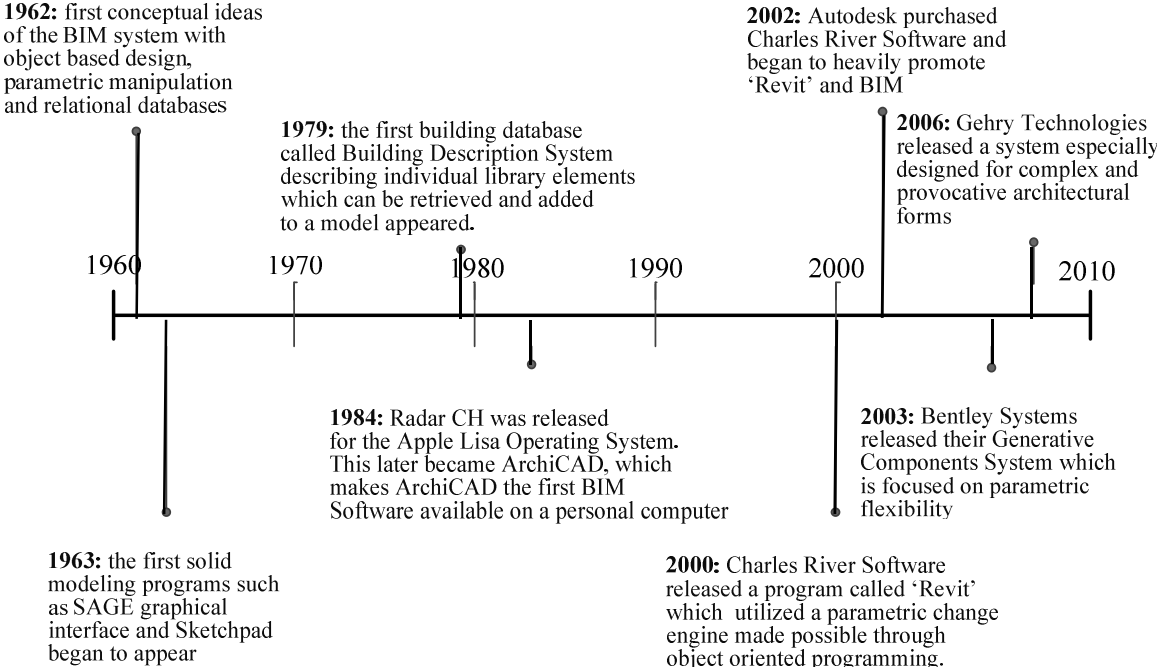 1962: first conceptual ideas
of the BIM system with
object based design,
parametric manipulation
and relational databases
1979: the first building database
called Building Description System
describing individual library elements
which can be retrieved and added
to a model appeared.
2002: Autodesk purchased
Charles River Software and
began to heavily promote
‘Revit’ and BIM
2006: Gehry Technologies
released a system especially
designed for complex and
provocative architectural
forms
1960
1970
1980
1990
2000
2010
1963: the first solid
modeling programs such
as SAGE graphical
interface and Sketchpad
began to appear
1984: Radar CH was released
for the Apple Lisa Operating System.
This later became ArchiCAD, which
makes ArchiCAD the first BIM
Software available on a personal computer
2000: Charles River Software
released a program called ‘Revit’
which utilized a parametric change
engine made possible through
object oriented programming.
2003: Bentley Systems
released their Generative
Components System which
is focused on parametric
flexibility